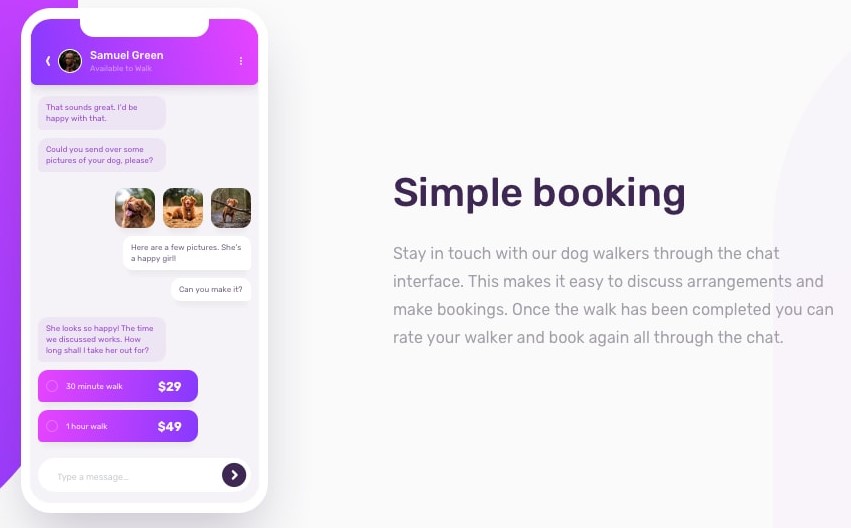 Samuel Green
Available to Walk
That sounds great. I'd be
happy with that.
Could you send over some
pictures of your dog, please?
Here are a few pictures. She's
a happy girl!
Can you make it?
She looks so happy! The time
we discussed works. How
long shall I take her out for?
30 minute walk $29
1 hour walk $49
Type a message…
Simple booking
Stay in touch with our dog walkers through the chat
interface. This makes it easy to discuss arrangements and
make bookings. Once the walk has been completed you can
rate your walker and book again all through the chat.